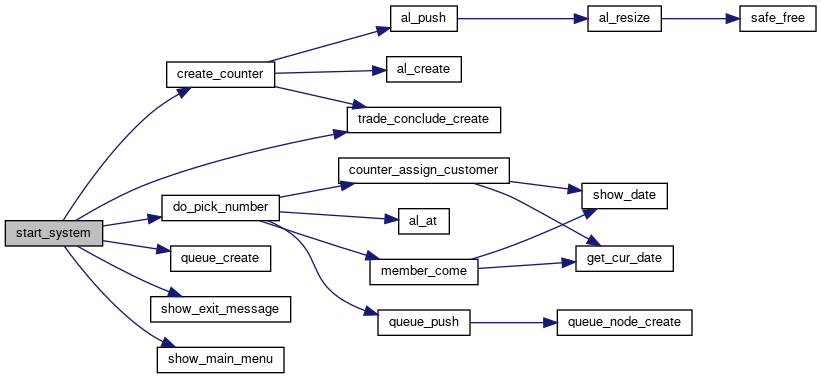 start_system
create_counter
al_push
al_resize
safe_free
al_create
trade_conclude_create
do_pick_number
counter_assign_customer
show_date
get_cur_date
al_at
member_come
queue_push
queue_node_create
queue_create
show_exit_message
show_main_menu